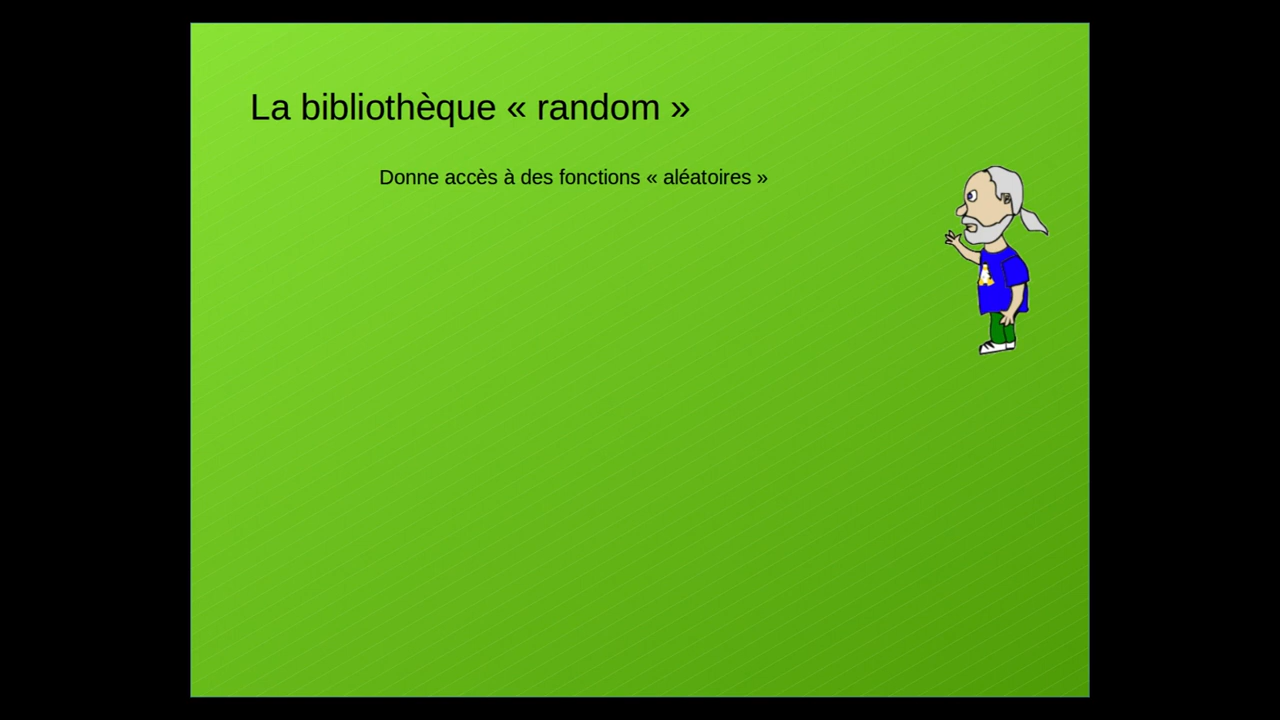 La bibliothèque « random »
Donne accès à des fonctions « aléatoires »